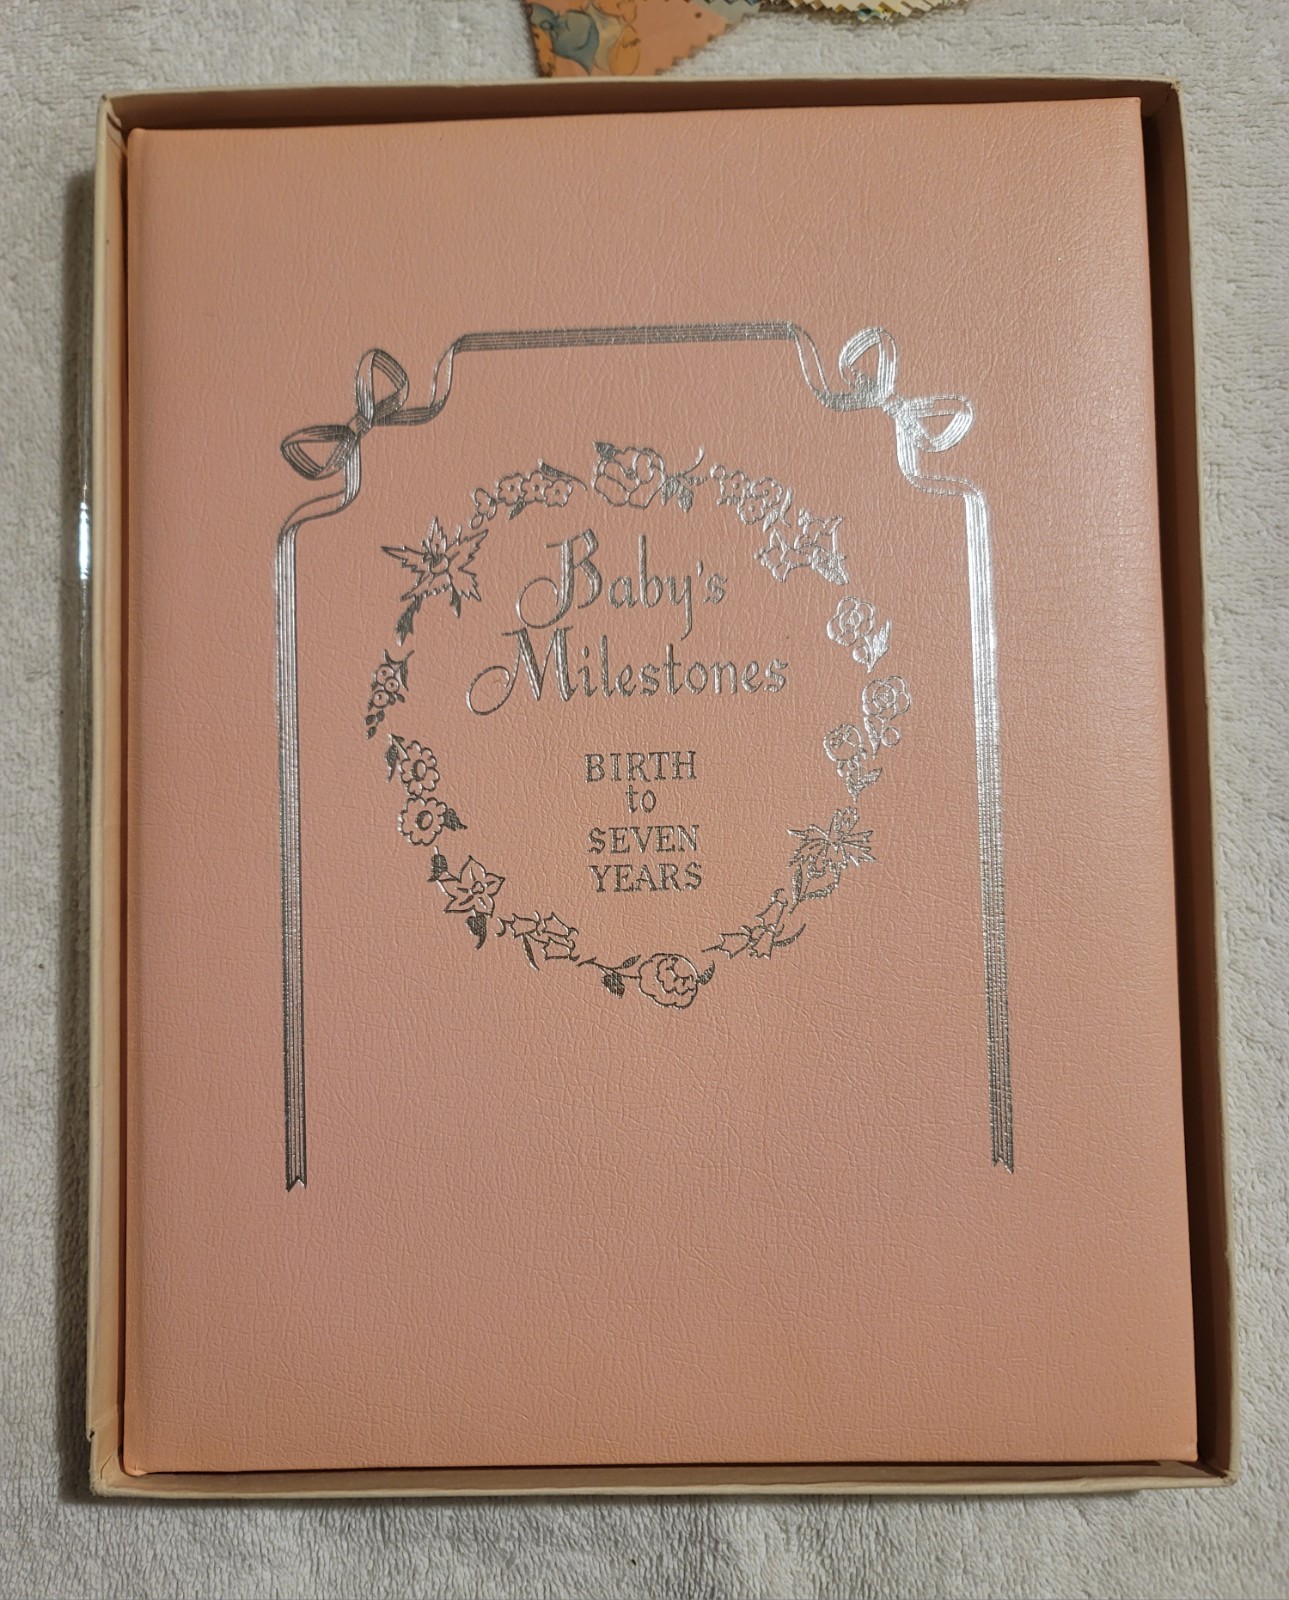 Baby's
Milestones
BIRTH
to
SEVEN
YEARS